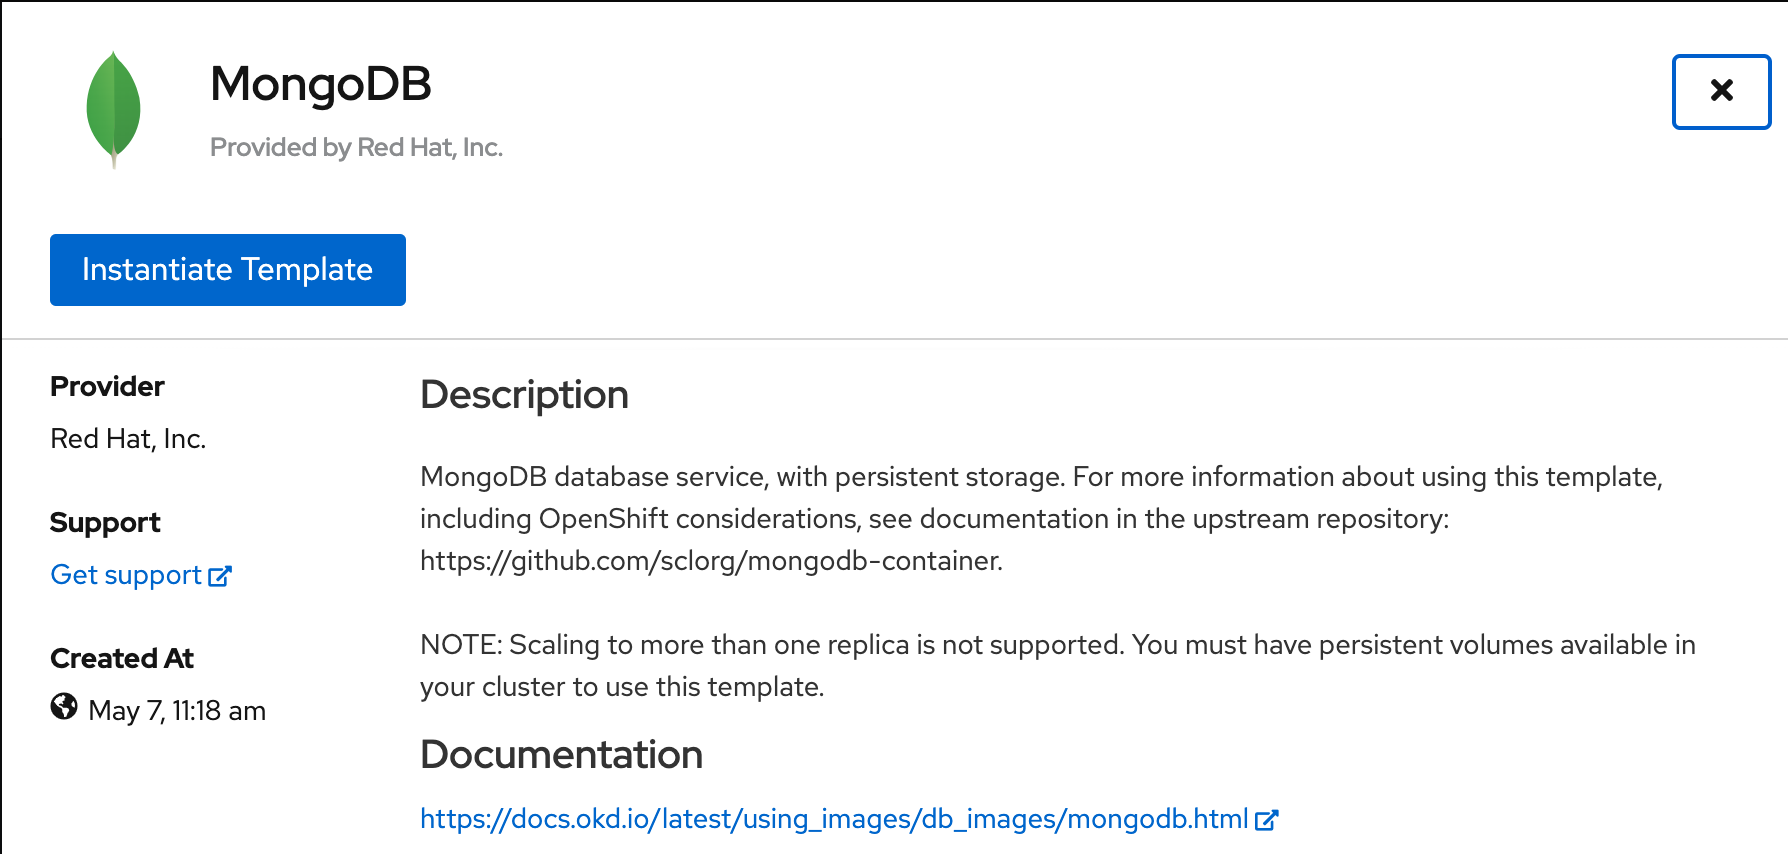 MongoDB
Provided by Red Hat, Inc.
Instantiate Template
Provider
Red Hat, Inc.
Support
Get support
Created At
May 7, 11:18 am
Description
MongoDB database service, with persistent storage. For more information about using this template,
including OpenShift considerations, see documentation in the upstream repository:
https://github.com/sclorg/mongodb-container.
NOTE: Scaling to more than one replica is not supported. You must have persistent volumes available in
your cluster to use this template.
Documentation
https://docs.okd.io/latest/using_images/db_images/mongodb.html